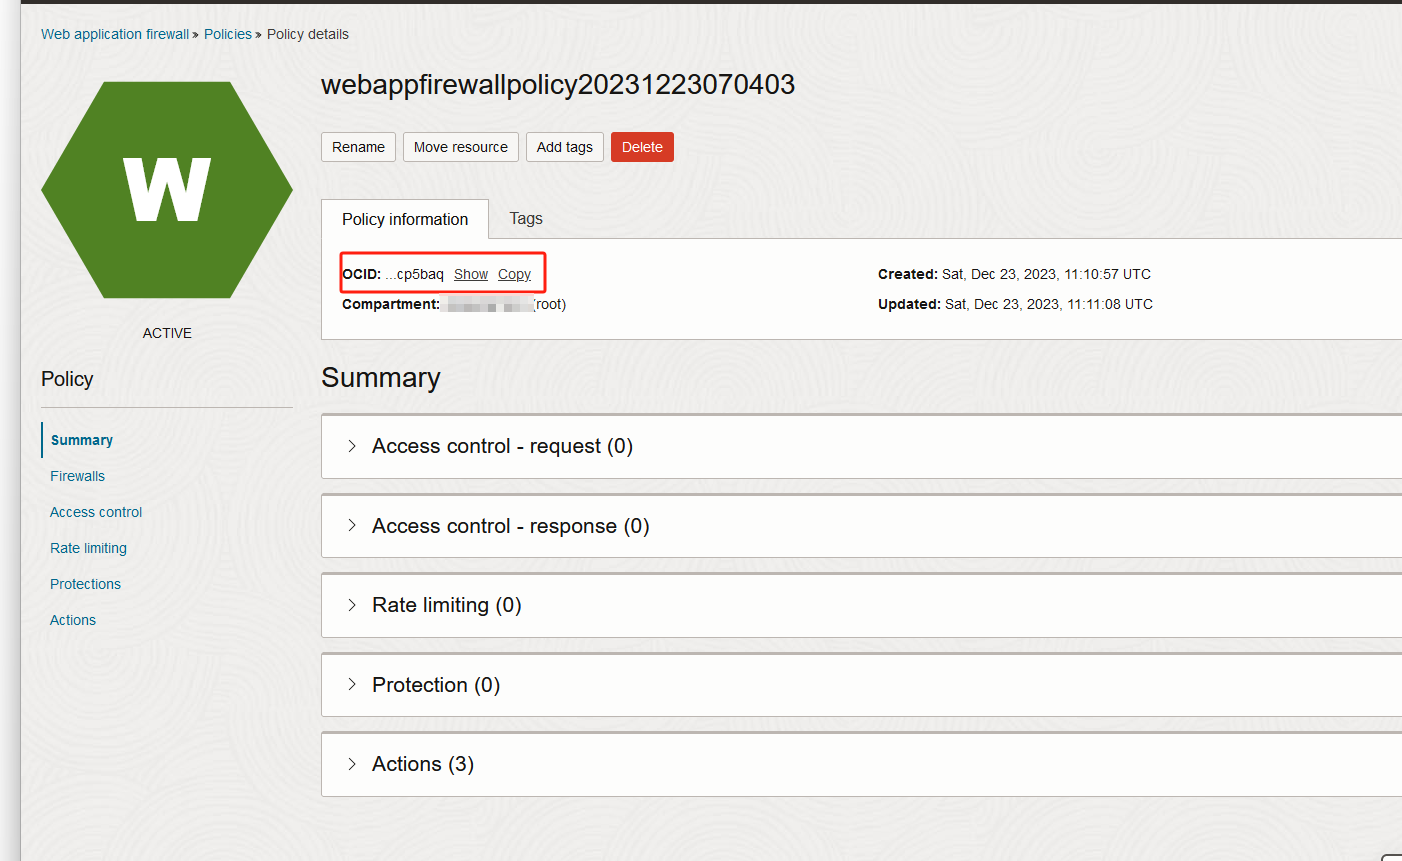 Web application firewall » Policies » Policy details
webappfirewallpolicy20231223070403
W
Rename Move resource Add tags Delete
Policy information Tags
OCID: ...cp5baq Show Copy
Created: Sat, Dec 23, 2023, 11:10:57 UTC
Compartment: (root)
Updated: Sat, Dec 23, 2023, 11:11:08 UTC
ACTIVE
Policy
Summary
Firewalls
Access control
Rate limiting
Protections
Actions
Summary
Access control - request (0)
Access control - response (0)
Rate limiting (0)
Protection (0)
Actions (3)